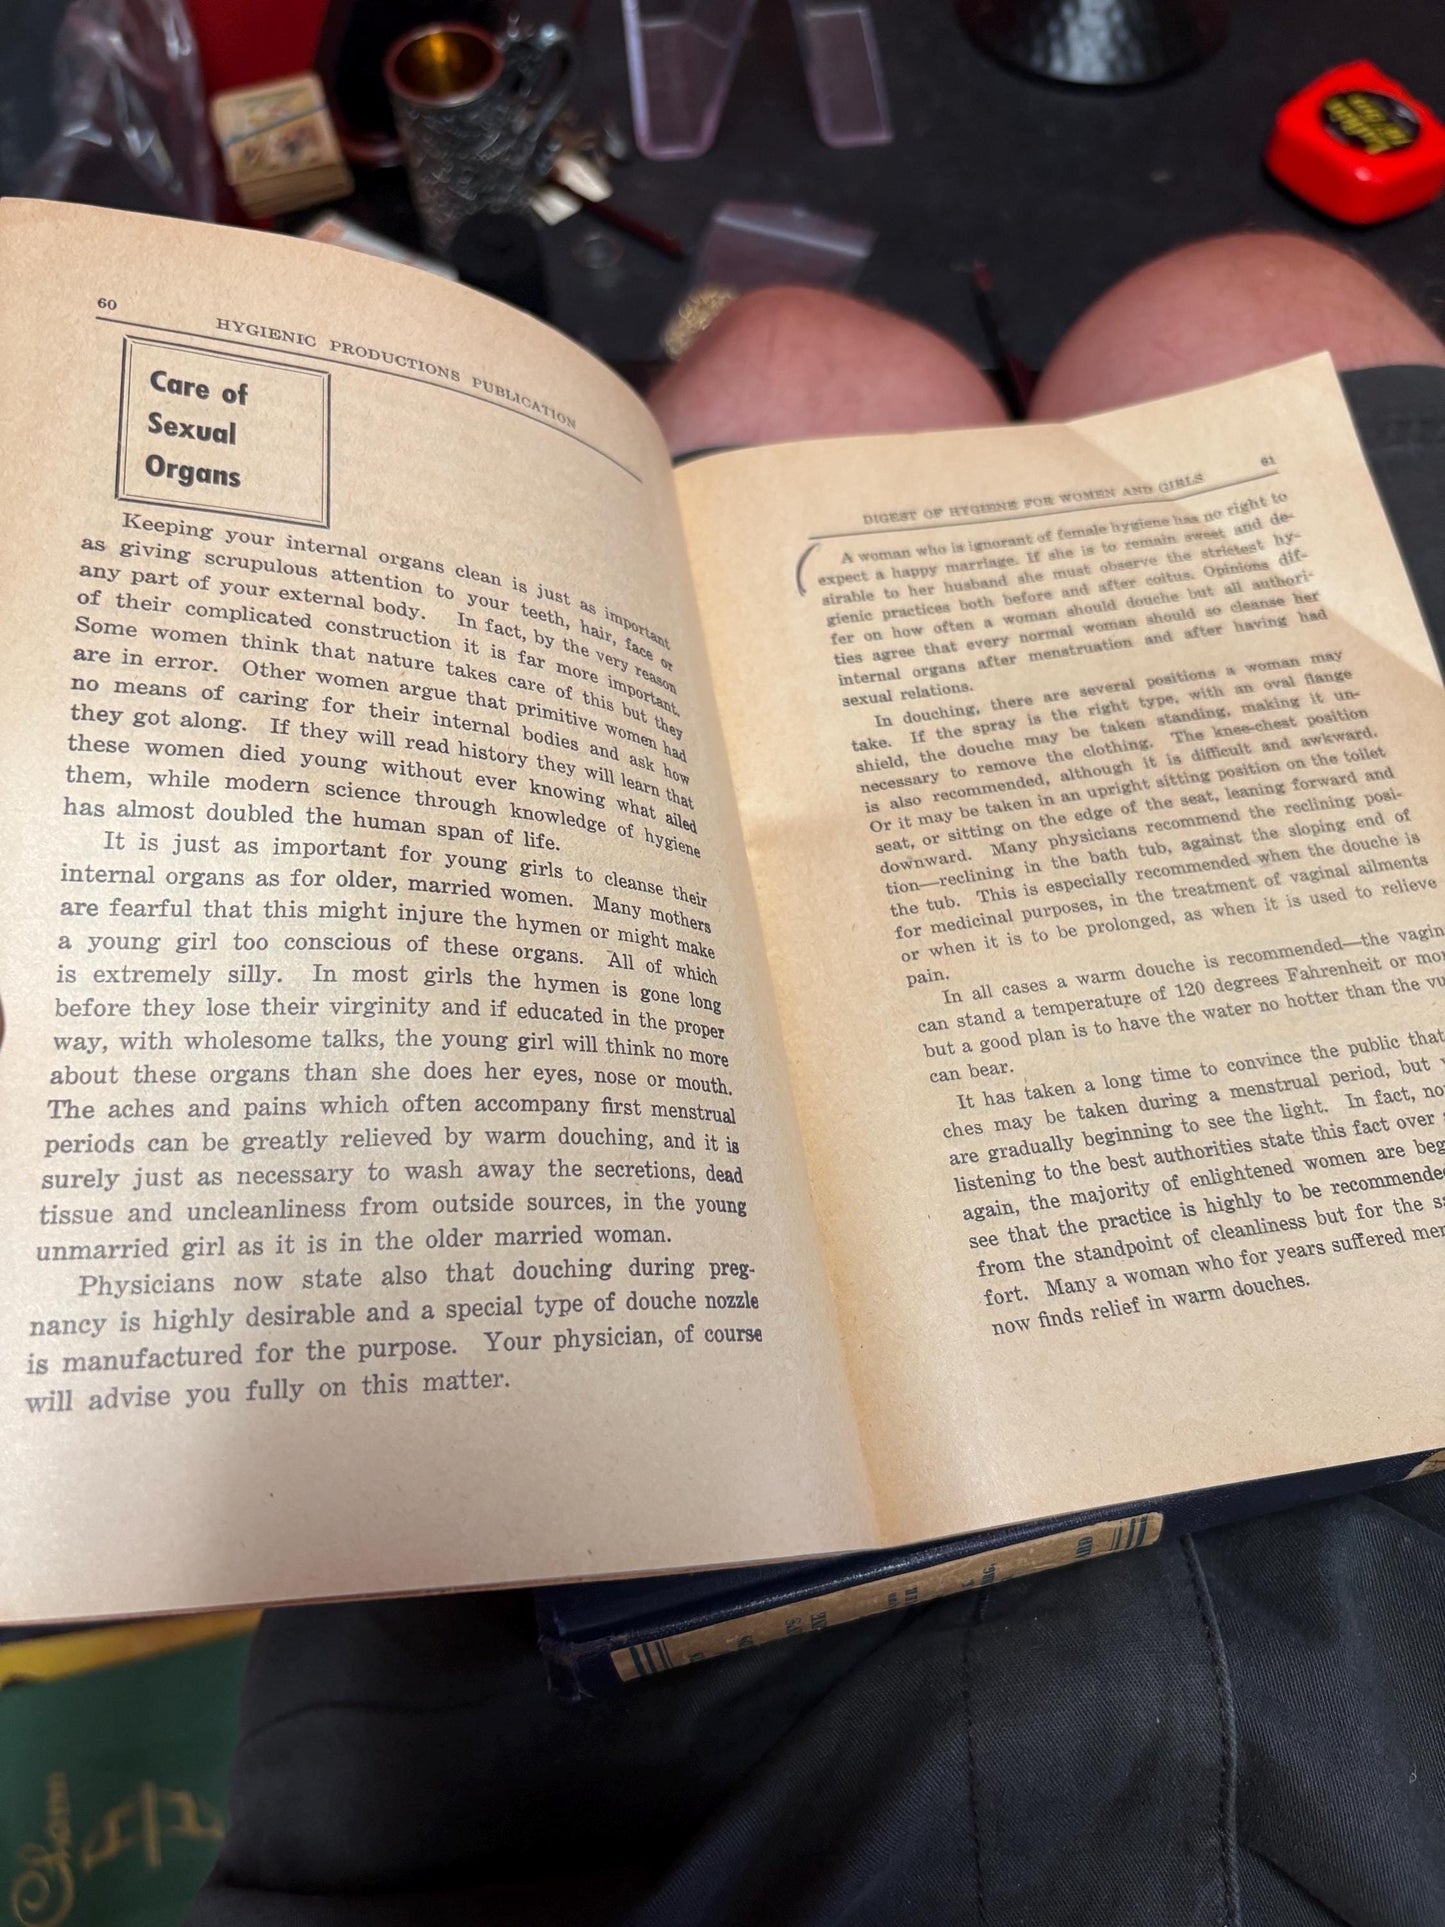 60
HYGIENIC PRODUCTIONS PUBLICATION
Care of
Sexual
Organs
Keeping your internal organs clean is just as important
as giving scrupulous attention to your teeth, hair, face or
any part of your external body. In fact, by the very reason
of their complicated construction it is far more important.
Some women think that nature takes care of this but they
are in error. Other women argue that primitive women had
no means of caring for their internal bodies and ask how
they got along. If they will read history they will learn that
these women died young without ever knowing what ailed
them, while modern science through knowledge of hygiene
has almost doubled the human span of life.
It is just as important for young girls to cleanse their
internal organs as for older, married women. Many mothers
are fearful that this might injure the hymen or might make
a young girl too conscious of these organs. All of which
is extremely silly. In most girls the hymen is gone long
before they lose their virginity and if educated in the proper
way, with wholesome talks, the young girl will think no more
about these organs than she does her eyes, nose or mouth.
The aches and pains which often accompany first menstrual
periods can be greatly relieved by warm douching, and it is
surely just as necessary to wash away the secretions, dead
tissue and uncleanliness from outside sources, in the young
unmarried girl as it is in the older married woman.
Physicians now state also that douching during preg-
nancy is highly desirable and a special type of douche nozzle
is manufactured for the purpose. Your physician, of course
will advise you fully on this matter.
DIGEST OF HYGIENE FOR WOMEN AND GIRLS
61
A woman who is ignorant of female hygiene has no right to
expect a happy marriage. If she is to remain sweet and de-
sirable to her husband she must observe the strictest hy-
gienic practices both before and after coitus. Opinions dif-
fer on how often a woman should douche but all authori-
ties agree that every normal woman should so cleanse her
internal organs after menstruation and after having had
sexual relations.
In douching, there are several positions a woman may
take. If the spray is the right type, with an oval flange
shield, the douche may be taken standing, making it un-
necessary to remove the clothing. The knee-chest position
is also recommended, although it is difficult and awkward.
Or it may be taken in an upright sitting position on the toilet
seat, or sitting on the edge of the seat, leaning forward and
downward. Many physicians recommend the reclining posi-
tion—reclining in the bath tub, against the sloping end of
the tub. This is especially recommended when the douche is
for medicinal purposes, in the treatment of vaginal ailments
or when it is to be prolonged, as when it is used to relieve
pain.
In all cases a warm douche is recommended—the vagin
can stand a temperature of 120 degrees Fahrenheit or mo
but a good plan is to have the water no hotter than the vu
can bear.
It has taken a long time to convince the public that
ches may be taken during a menstrual period, but
are gradually beginning to see the light. In fact, no
listening to the best authorities state this fact over
again, the majority of enlightened women are beg
see that the practice is highly to be recommende
from the standpoint of cleanliness but for the s
fort. Many a woman who for years suffered men
now finds relief in warm douches.